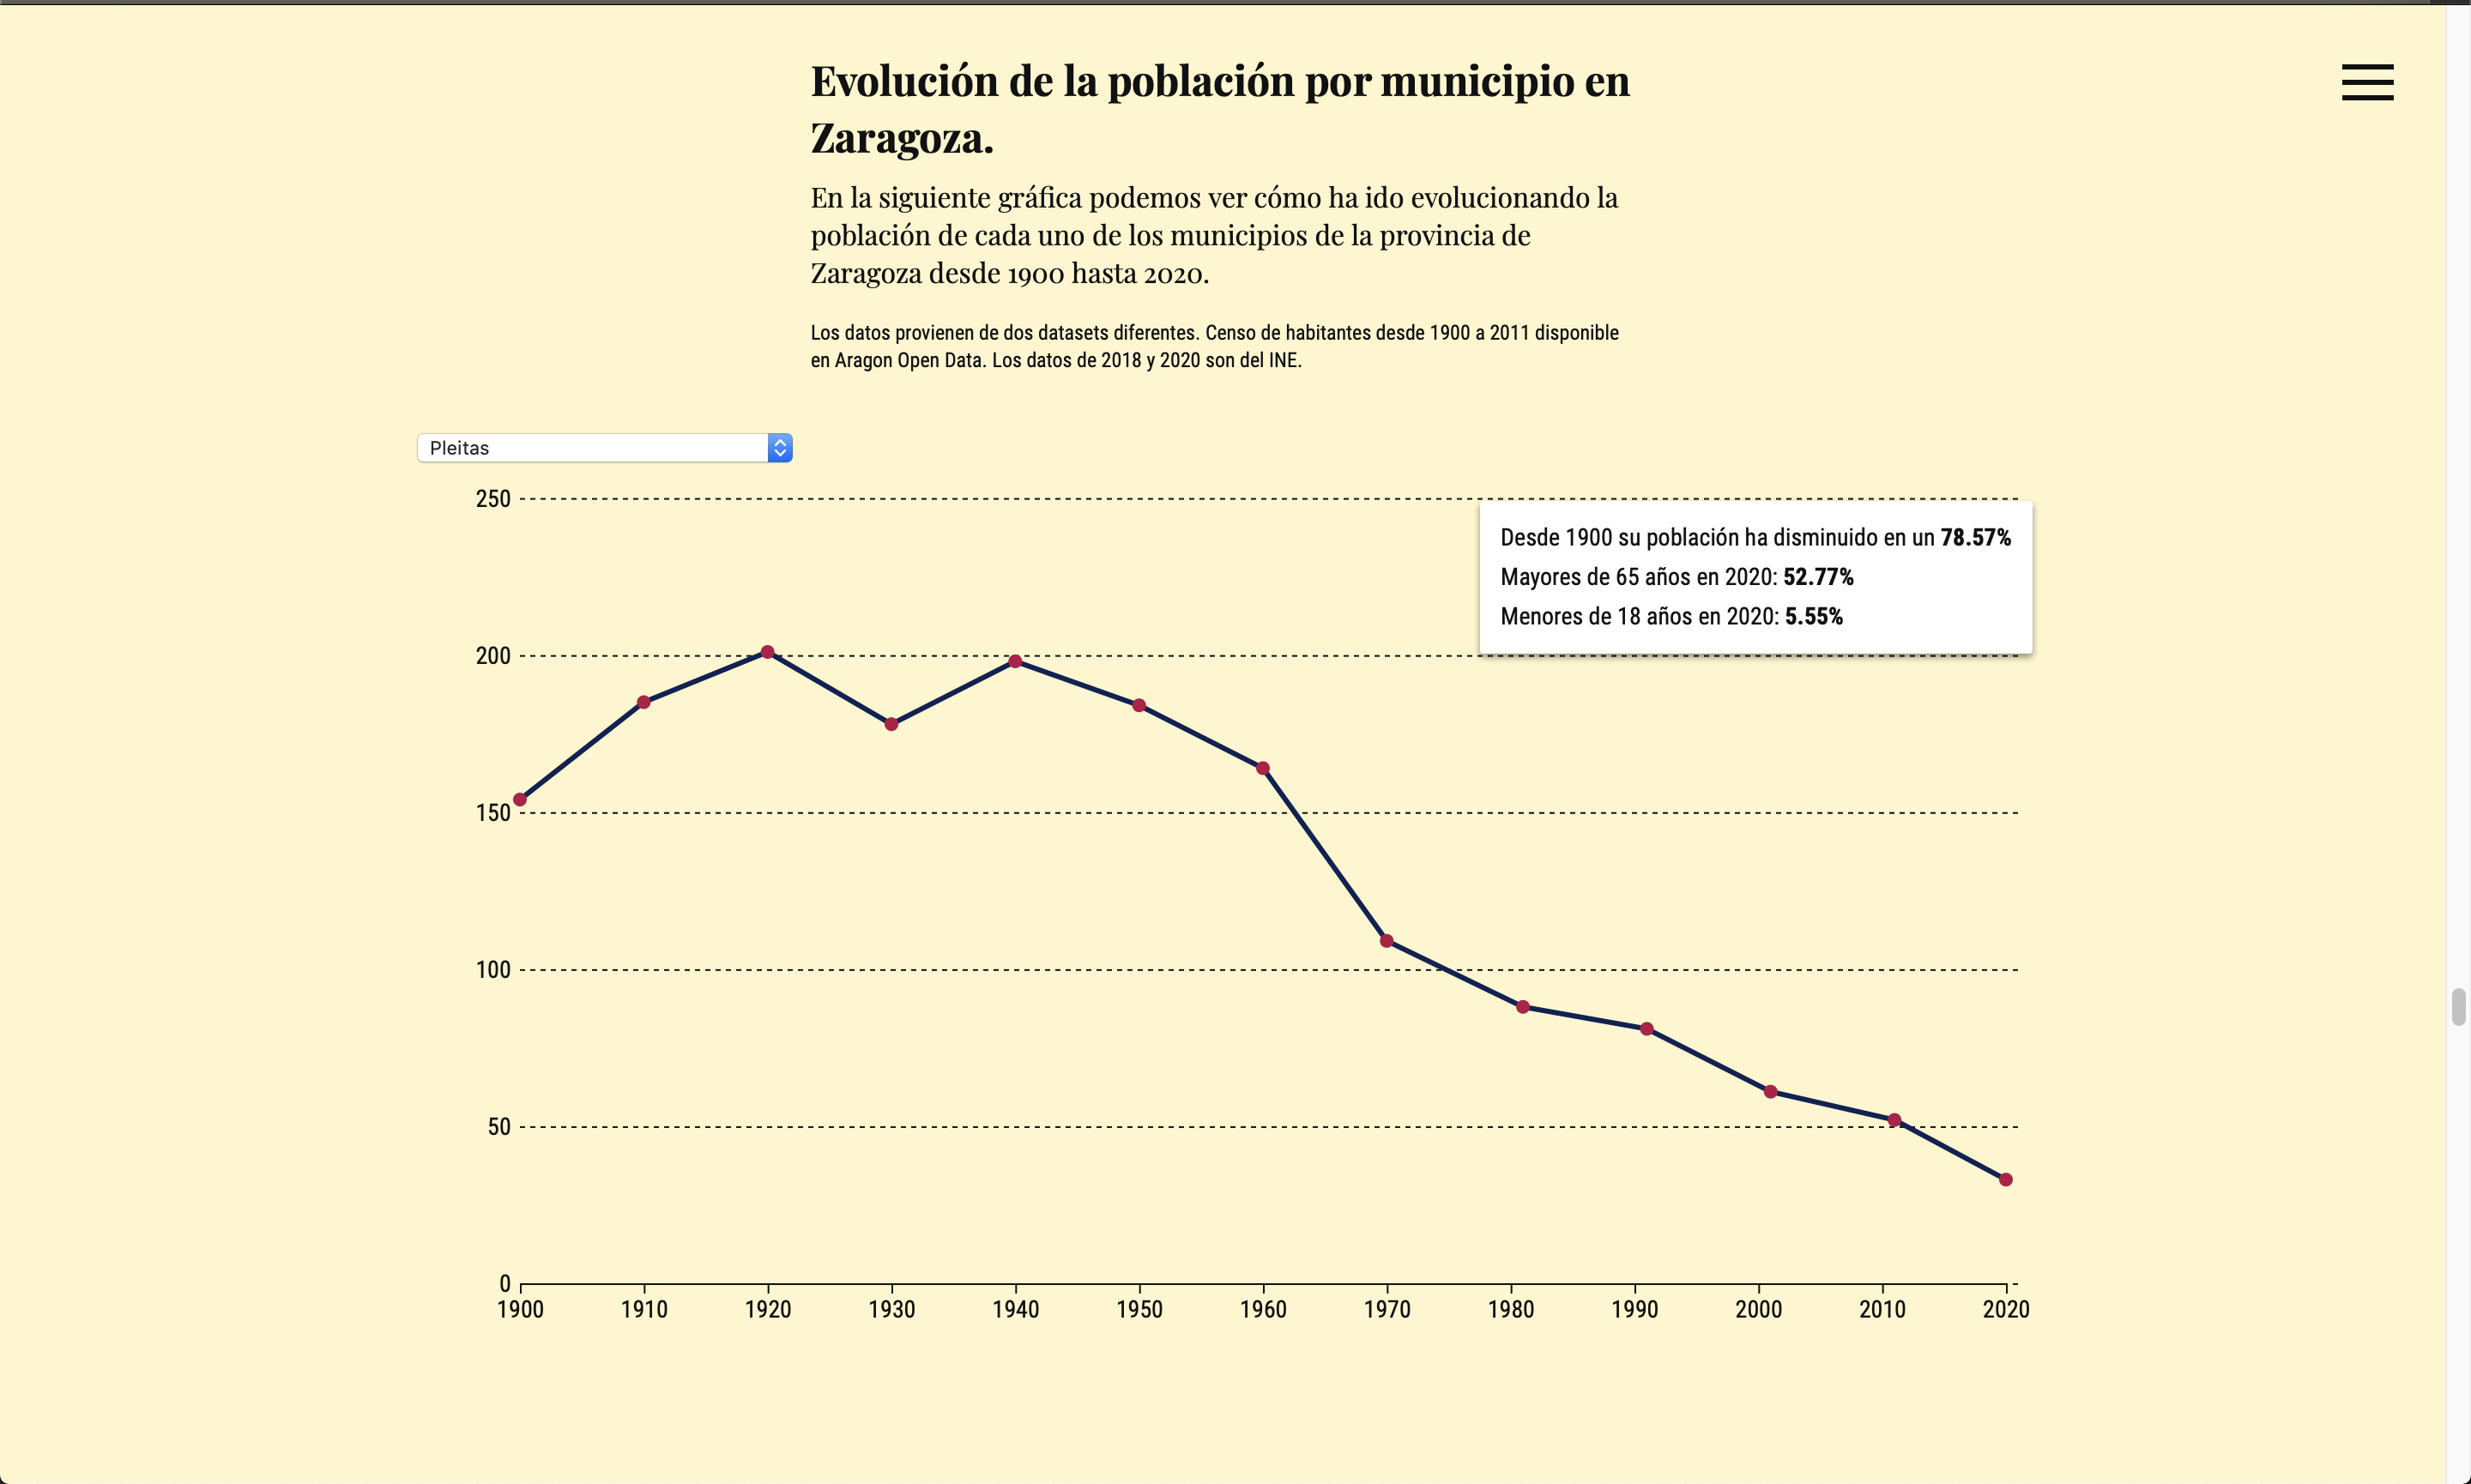 Evolución de la población por municipio en
Zaragoza.
En la siguiente gráfica podemos ver cómo ha ido evolucionando la
población de cada uno de los municipios de la provincia de
Zaragoza desde 1900 hasta 2020.
Los datos provienen de dos datasets diferentes. Censo de habitantes desde 1900 a 2011 disponible
en Aragon Open Data. Los datos de 2018 y 2020 son del INE.
Pleitas
250
Desde 1900 su población ha disminuido en un 78.57%
Mayores de 65 años en 2020: 52.77%
Menores de 18 años en 2020: 5.55%
200
150
100
50
0
1900 1910 1920 1930 1940 1950 1960 1970 1980 1990 2000 2010 2020